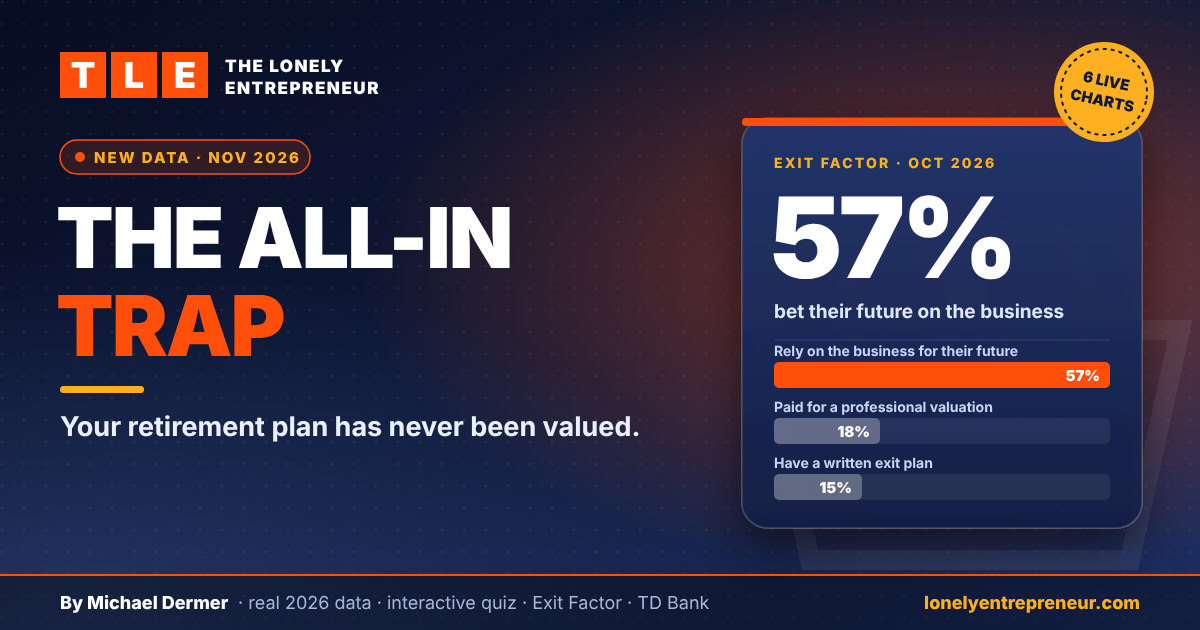 T L E
THE LONELY
ENTREPRENEUR
6 LIVE
CHARTS
NEW DATA · NOV 2026
THE ALL-IN
TRAP
Your retirement plan has never been valued.
EXIT FACTOR · OCT 2026
57%
bet their future on the business
Rely on the business for their future
57%
Paid for a professional valuation
18%
Have a written exit plan
15%
By Michael Dermer · real 2026 data · interactive quiz · Exit Factor · TD Bank
lonelyentrepreneur.com